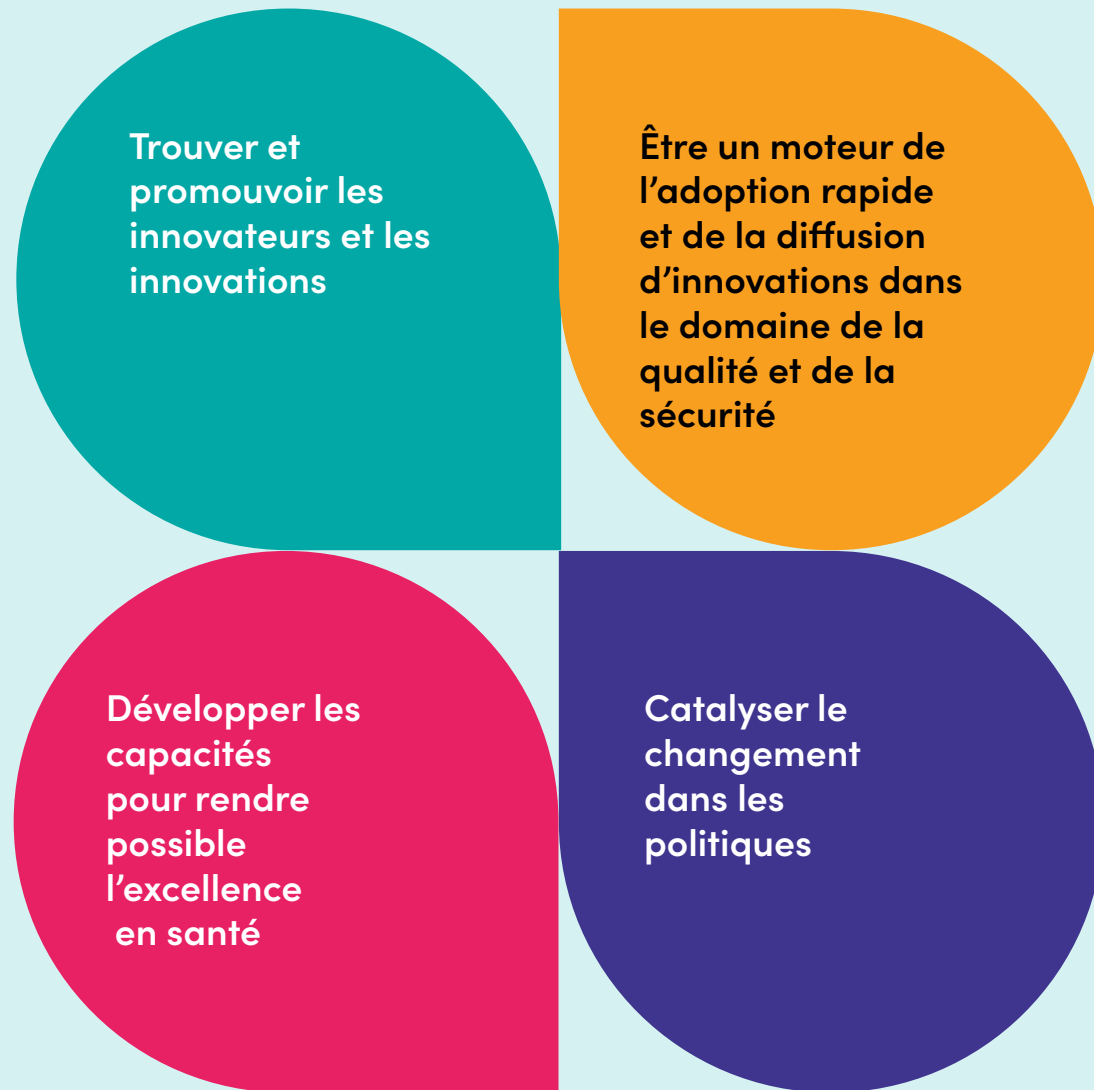 Trouver et
promouvoir les
innovateurs et les
innovations
Être un moteur de
l’adoption rapide
et de la diffusion
d’innovations dans
le domaine de la
qualité et de la
sécurité
Développer les
capacités
pour rendre
possible
l’excellence
en santé
Catalyser le
changement
dans les
politiques